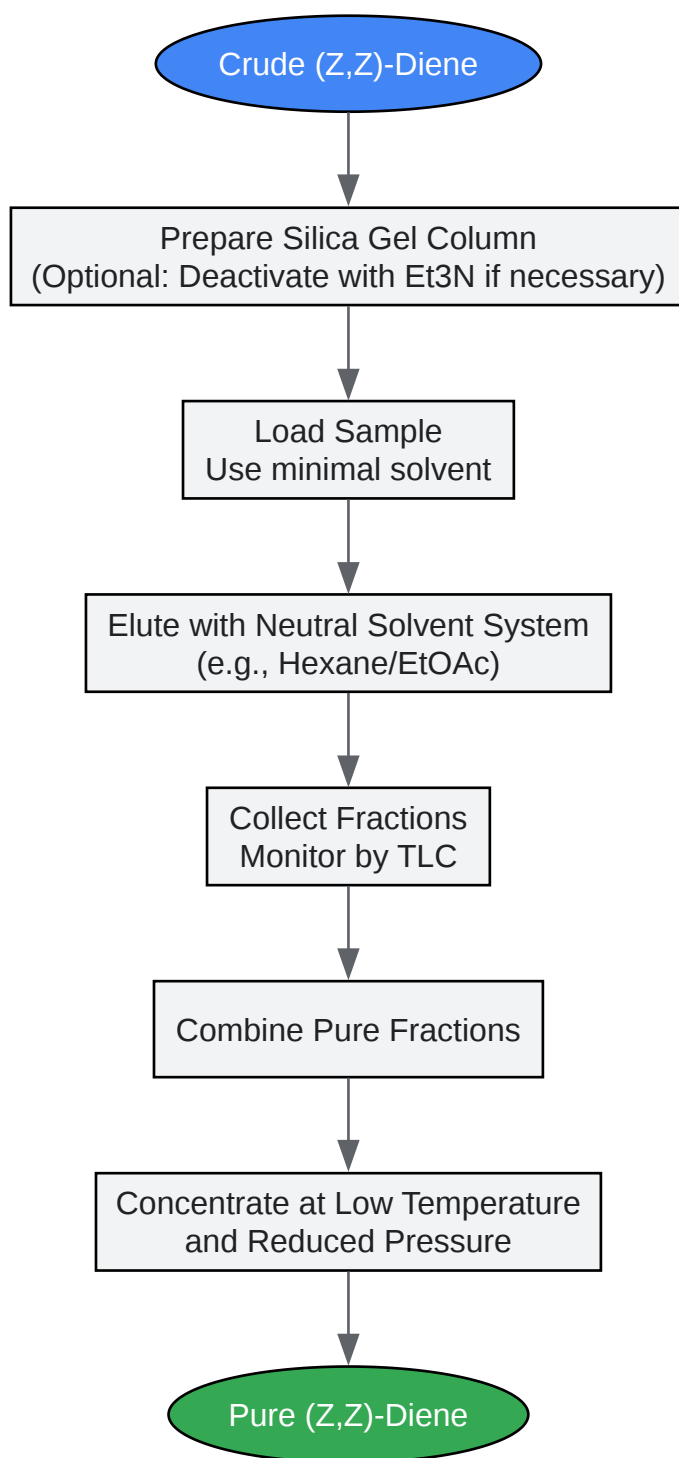 Crude (Z,Z)-Diene
Prepare Silica Gel Column
(Optional: Deactivate with Et3N if necessary)
Load Sample
Use minimal solvent
Elute with Neutral Solvent System
(e.g., Hexane/EtOAc)
Collect Fractions
Monitor by TLC
Combine Pure Fractions
Concentrate at Low Temperature
and Reduced Pressure
Pure (Z,Z)-Diene